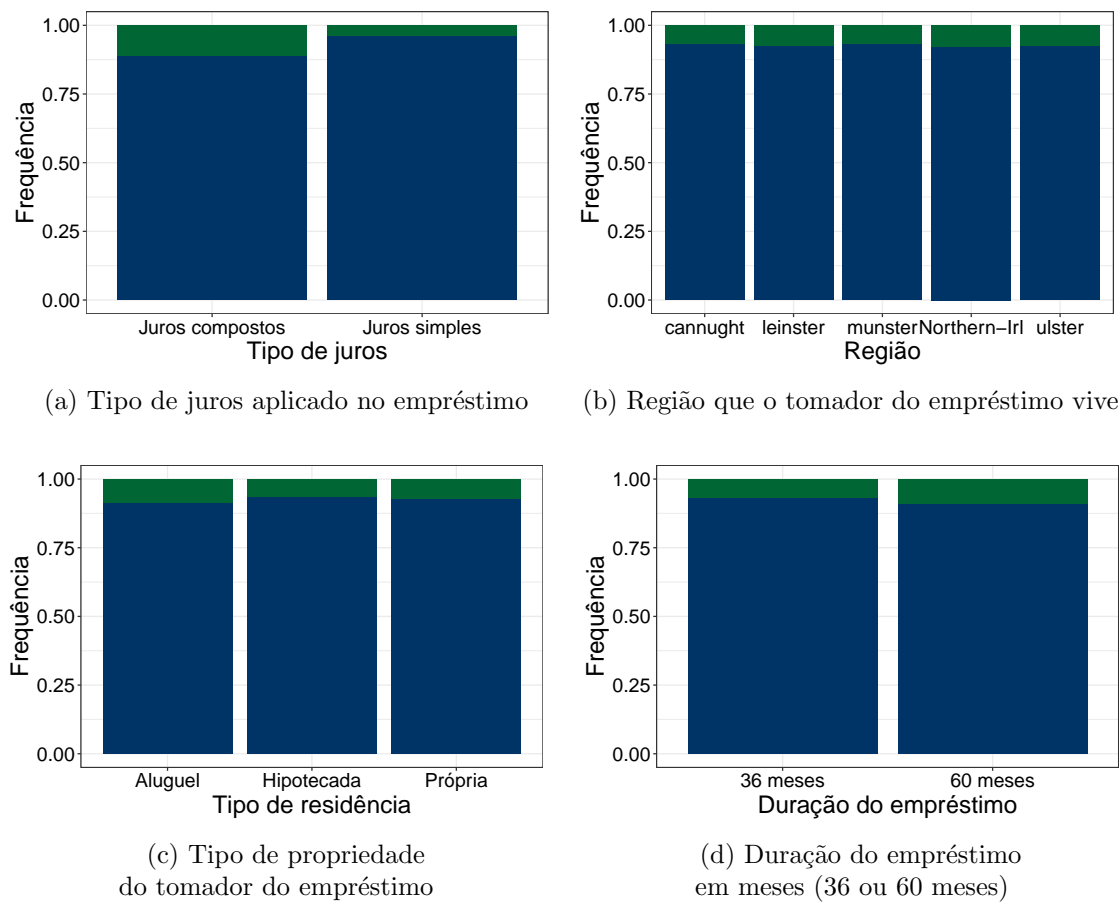 1.00
0.75
0.50
0.25
0.00
Frequência
Juros compostos Juros simples
Tipo de juros
(a) Tipo de juros aplicado no empréstimo
1.00
0.75
0.50
0.25
0.00
Frequência
cannught leinster munster Northern−Irl ulster
Região
(b) Região que o tomador do empréstimo vive
1.00
0.75
0.50
0.25
0.00
Frequência
Aluguel Hipotecada Própria
Tipo de residência
(c) Tipo de propriedade
do tomador do empréstimo
1.00
0.75
0.50
0.25
0.00
Frequência
36 meses 60 meses
Duração do empréstimo
(d) Duração do empréstimo
em meses (36 ou 60 meses)